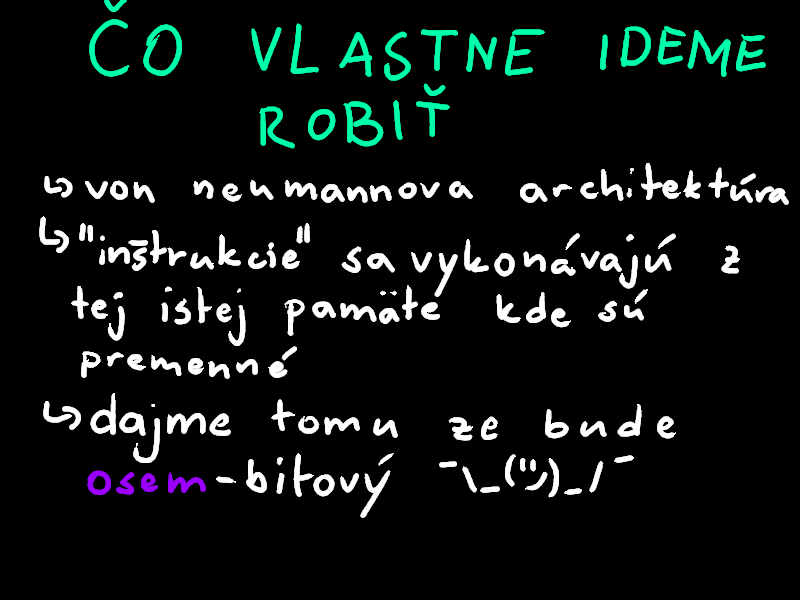 ČO VLASTNE IDEME
ROBIŤ
↳ von neumannova architektúra
↳ "inštrukcie" sa vykonávajú z
tej istej pamäte kde sú
premenné
↳ dajme tomu ze bude
osem-bitový ¯\_(ツ)_/¯